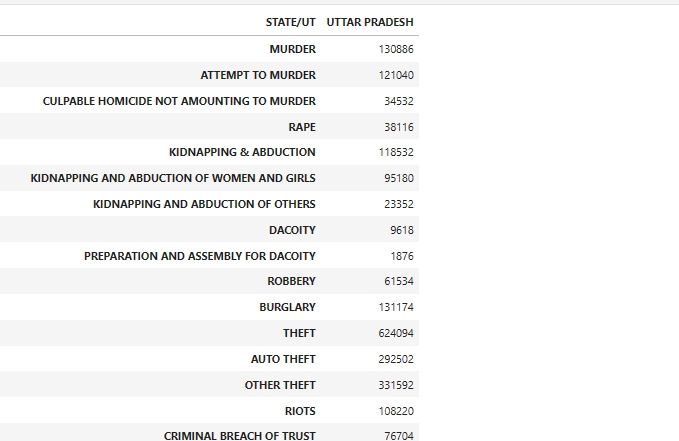 STATE/UT UTTAR PRADESH
MURDER 130886
ATTEMPT TO MURDER 121040
CULPABLE HOMICIDE NOT AMOUNTING TO MURDER 34532
RAPE 38116
KIDNAPPING & ABDUCTION 118532
KIDNAPPING AND ABDUCTION OF WOMEN AND GIRLS 95180
KIDNAPPING AND ABDUCTION OF OTHERS 23352
DACOITY 9618
PREPARATION AND ASSEMBLY FOR DACOITY 1876
ROBBERY 61534
BURGLARY 131174
THEFT 624094
AUTO THEFT 292502
OTHER THEFT 331592
RIOTS 108220
CRIMINAL BREACH OF TRUST 76704